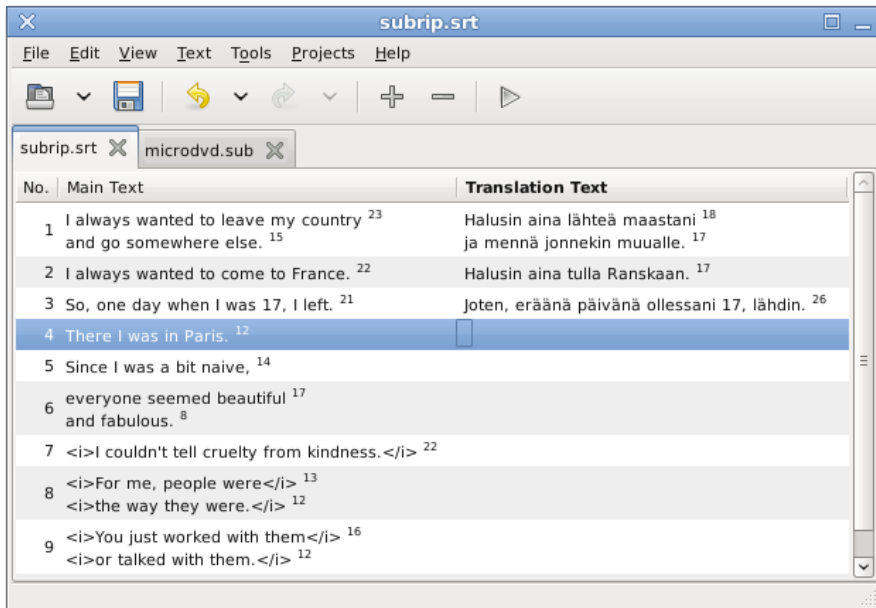 subrip.srt
File Edit View Text Tools Projects Help
subrip.srt microdvd.sub
No. Main Text Translation Text
1 I always wanted to leave my country 23 Halusin aina lähteä maastani 18
and go somewhere else. 15 ja mennä jonnekin muualle. 17
2 I always wanted to come to France. 22 Halusin aina tulla Ranskaan. 17
3 So, one day when I was 17, I left. 21 Joten, eräänä päivänä ollessani 17, lähdin. 26
4 There I was in Paris. 12
5 Since I was a bit naive, 14
6 everyone seemed beautiful 17
and fabulous. 8
7 <i>I couldn't tell cruelty from kindness.</i> 22
8 <i>For me, people were</i> 13
<i>the way they were.</i> 12
9 <i>You just worked with them</i> 16
<i>or talked with them.</i> 12